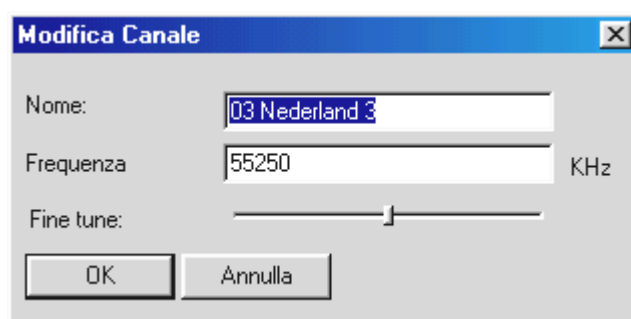 Modifica Canale
Nome: 03 Nederland 3
Frequenza 55250 KHz
Fine tune:
OK Annulla